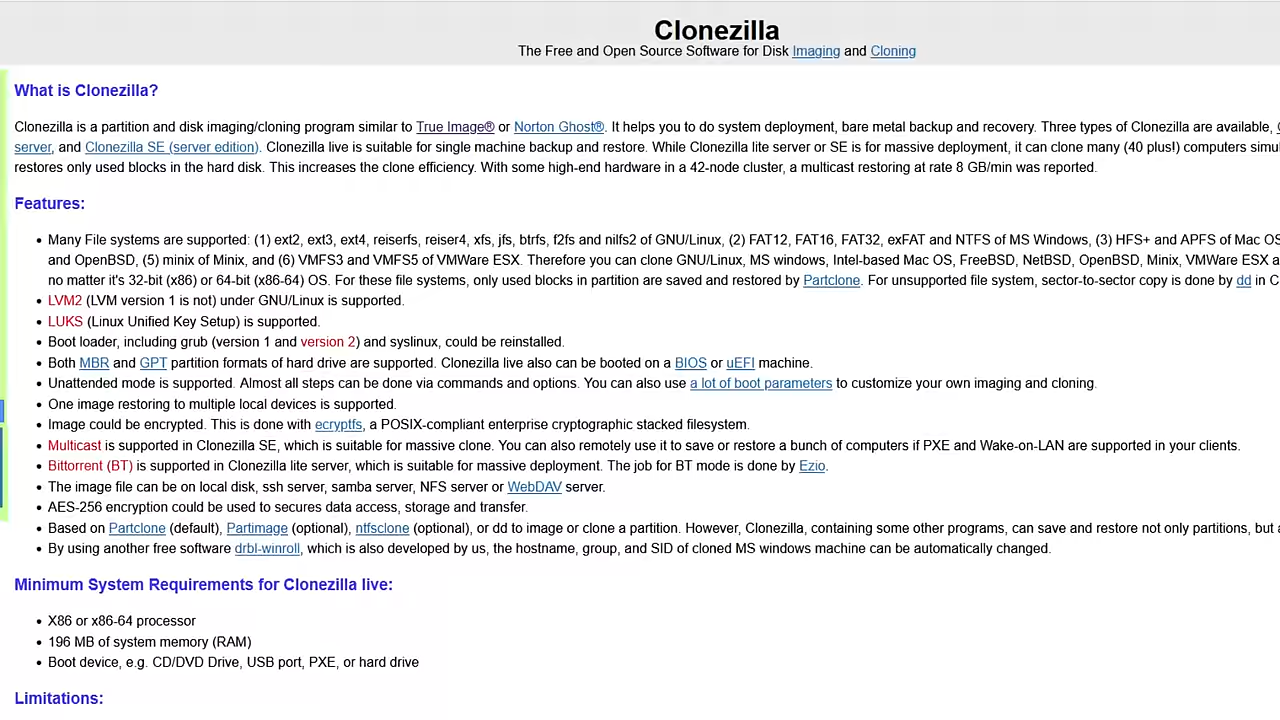 Clonezilla
The Free and Open Source Software for Disk Imaging and Cloning
What is Clonezilla?
Clonezilla is a partition and disk imaging/cloning program similar to True Image® or Norton Ghost®. It helps you to do system deployment, bare metal backup and recovery. Three types of Clonezilla are available,
server, and Clonezilla SE (server edition). Clonezilla live is suitable for single machine backup and restore. While Clonezilla lite server or SE is for massive deployment, it can clone many (40 plus!) computers
restores only used blocks in the hard disk. This increases the clone efficiency. With some high-end hardware in a 42-node cluster, a multicast restoring at rate 8 GB/min was reported.
Features:
Many File systems are supported: (1) ext2, ext3, ext4, reiserfs, reiser4, xfs, jfs, btrfs, f2fs and nilfs2 of GNU/Linux, (2) FAT12, FAT16, FAT32, exFAT and NTFS of MS Windows, (3) HFS+ and APFS of Mac
and OpenBSD, (5) minix of Minix, and (6) VMFS3 and VMFS5 of VMWare ESX. Therefore you can clone GNU/Linux, MS windows, Intel-based Mac OS, FreeBSD, NetBSD, OpenBSD, Minix, VMWare ESX
no matter it's 32-bit (x86) or 64-bit (x86-64) OS. For these file systems, only used blocks in partition are saved and restored by Partclone. For unsupported file system, sector-to-sector copy is done by dd in
LVM2 (LVM version 1 is not) under GNU/Linux is supported.
LUKS (Linux Unified Key Setup) is supported.
Boot loader, including grub (version 1 and version 2) and syslinux, could be reinstalled.
Both MBR and GPT partition formats of hard drive are supported. Clonezilla live also can be booted on a BIOS or uEFI machine.
Unattended mode is supported. Almost all steps can be done via commands and options. You can also use a lot of boot parameters to customize your own imaging and cloning.
One image restoring to multiple local devices is supported.
Image could be encrypted. This is done with ecryptfs, a POSIX-compliant enterprise cryptographic stacked filesystem.
Multicast is supported in Clonezilla SE, which is suitable for massive clone. You can also remotely use it to save or restore a bunch of computers if PXE and Wake-on-LAN are supported in your clients.
Bittorrent (BT) is supported in Clonezilla lite server, which is suitable for massive deployment. The job for BT mode is done by Ezio.
The image file can be on local disk, ssh server, samba server, NFS server or WebDAV server.
AES-256 encryption could be used to secures data access, storage and transfer.
Based on Partclone (default), Partimage (optional), ntfsclone (optional), or dd to image or clone a partition. However, Clonezilla, containing some other programs, can save and restore not only partitions, but
By using another free software drbl-winroll, which is also developed by us, the hostname, group, and SID of cloned MS windows machine can be automatically changed.
Minimum System Requirements for Clonezilla live:
X86 or x86-64 processor
196 MB of system memory (RAM)
Boot device, e.g. CD/DVD Drive, USB port, PXE, or hard drive
Limitations: